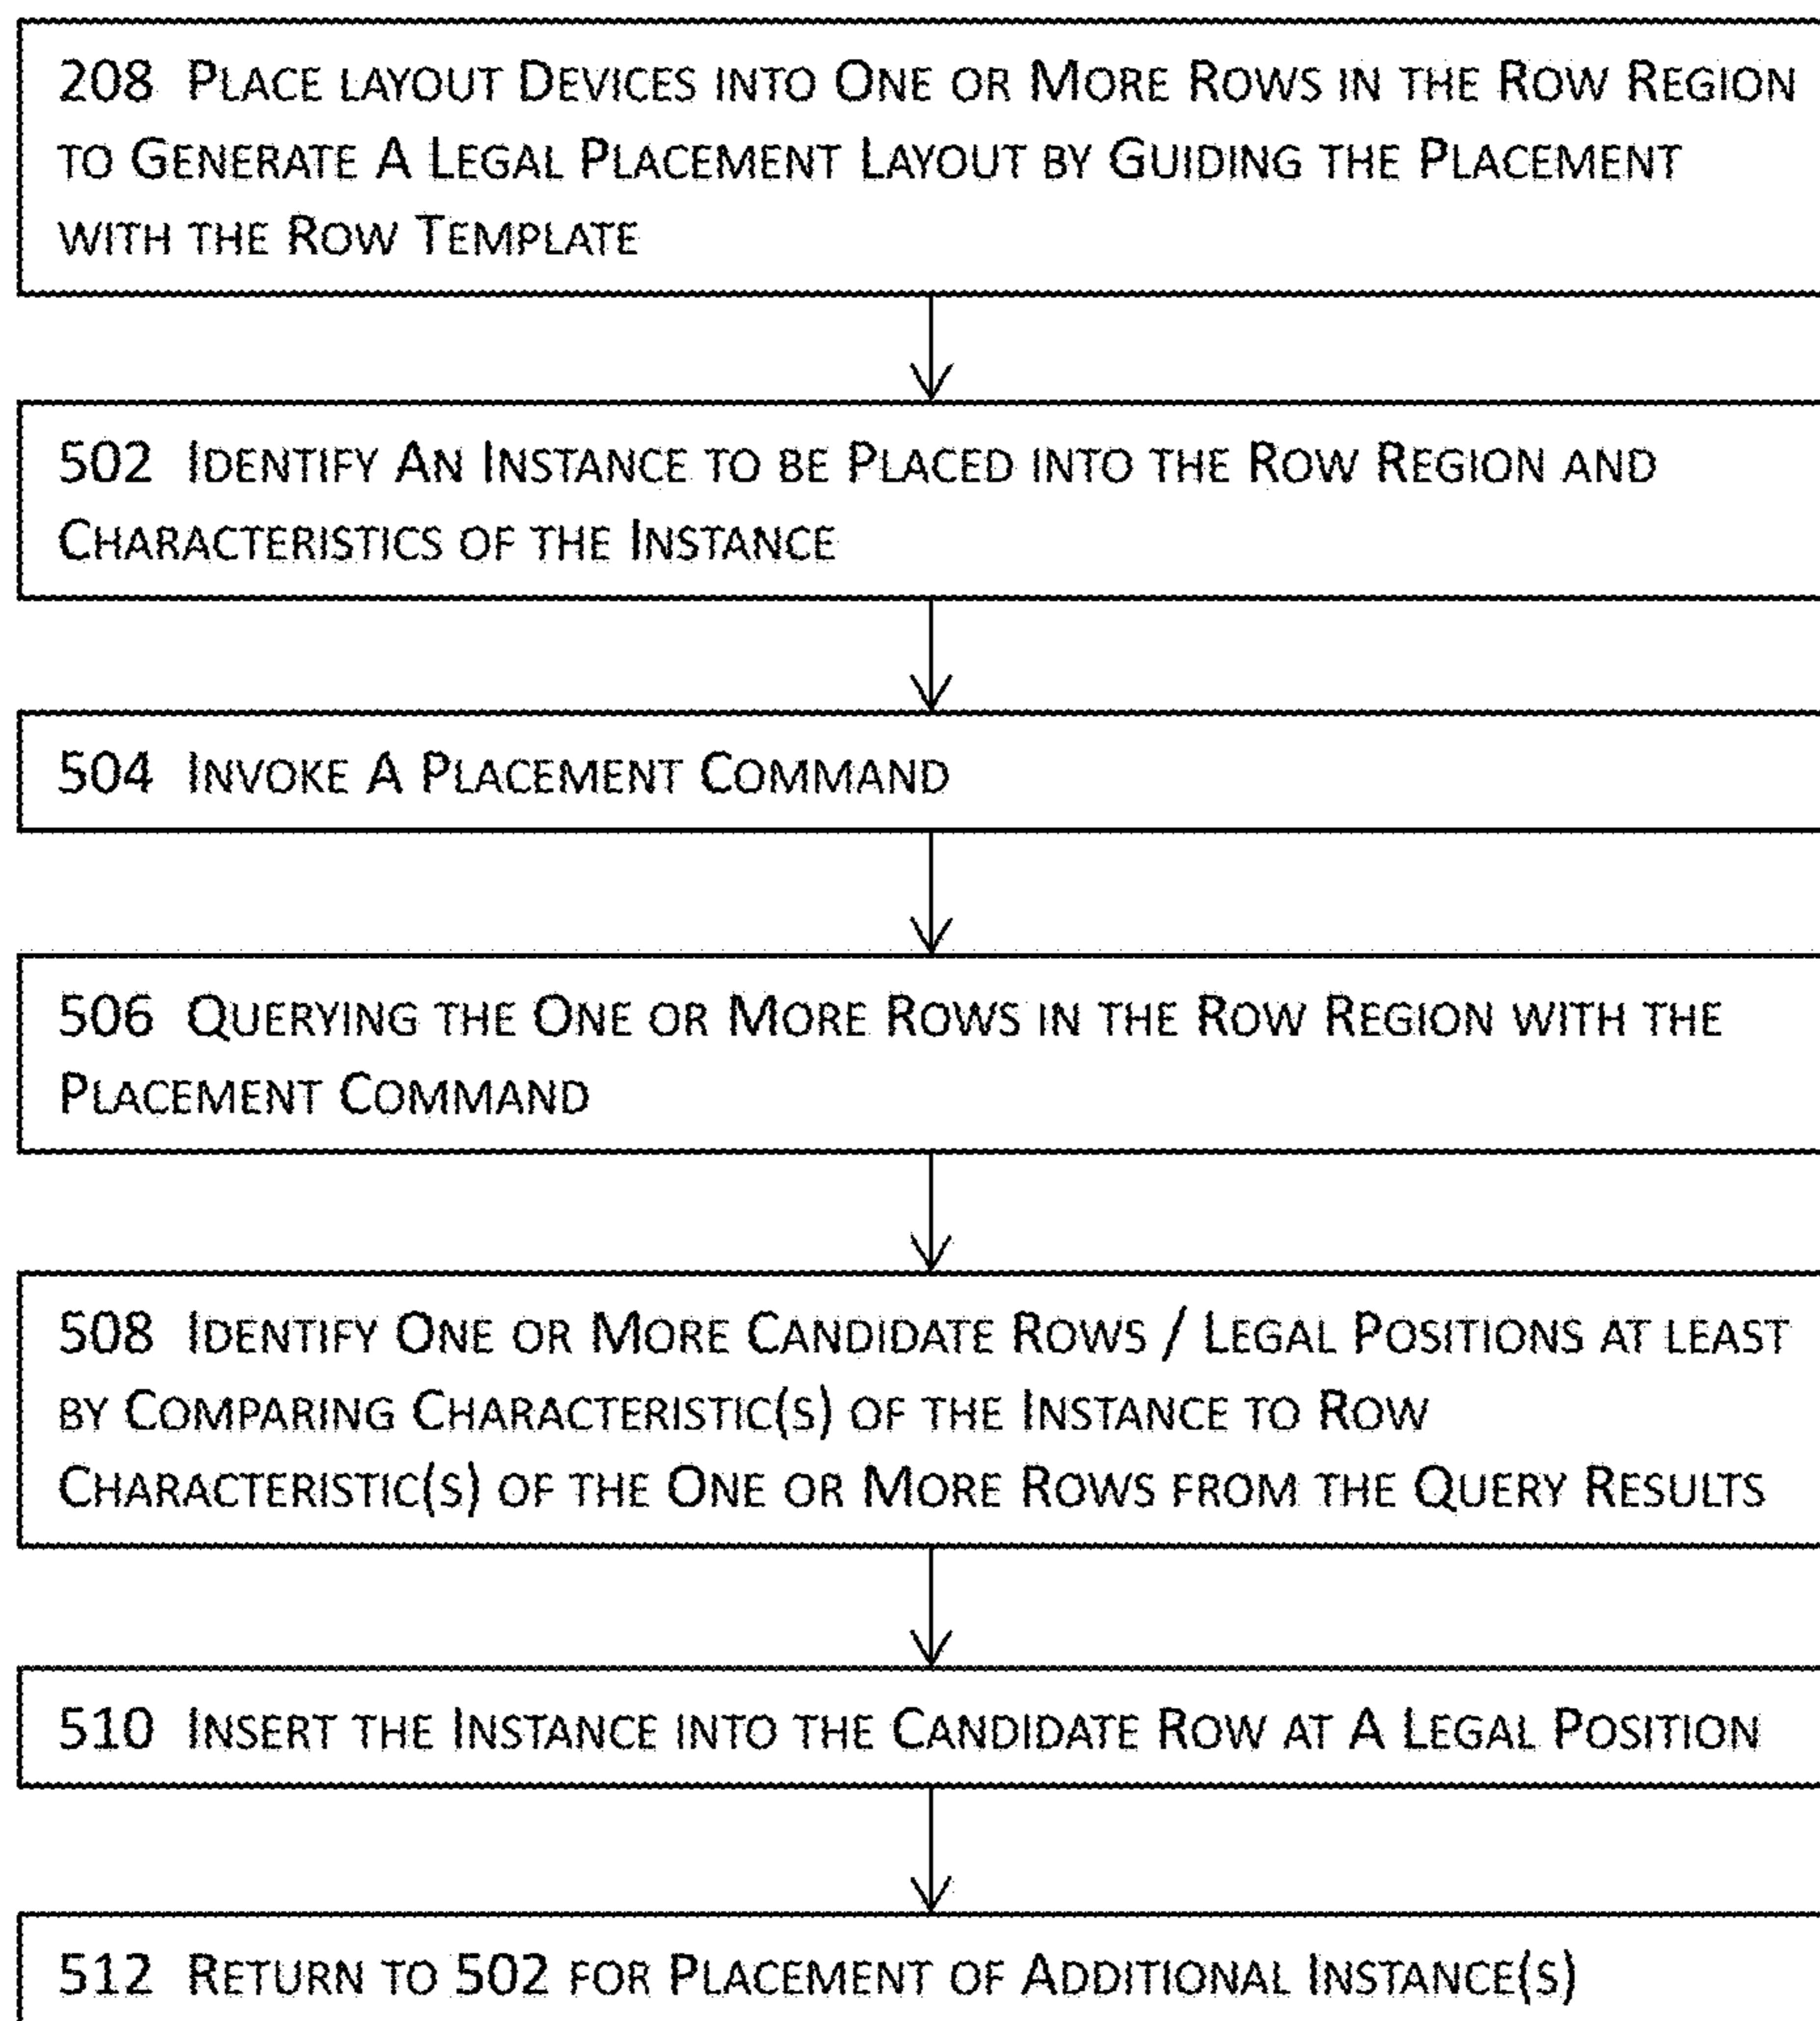 208 Place layout Devices into One or More Rows in the Row Region
to Generate A Legal Placement Layout by Guiding the Placement
with the Row Template
502 Identify An Instance to be Placed into the Row Region and
Characteristics of the Instance
504 Invoke A Placement Command
506 Querying the One or More Rows in the Row Region with the
Placement Command
508 Identify One or More Candidate Rows / Legal Positions at least
by Comparing Characteristic(s) of the Instance to Row
Characteristic(s) of the One or More Rows from the Query Results
510 Insert the Instance into the Candidate Row at A Legal Position
512 Return to 502 for Placement of Additional Instance(s)